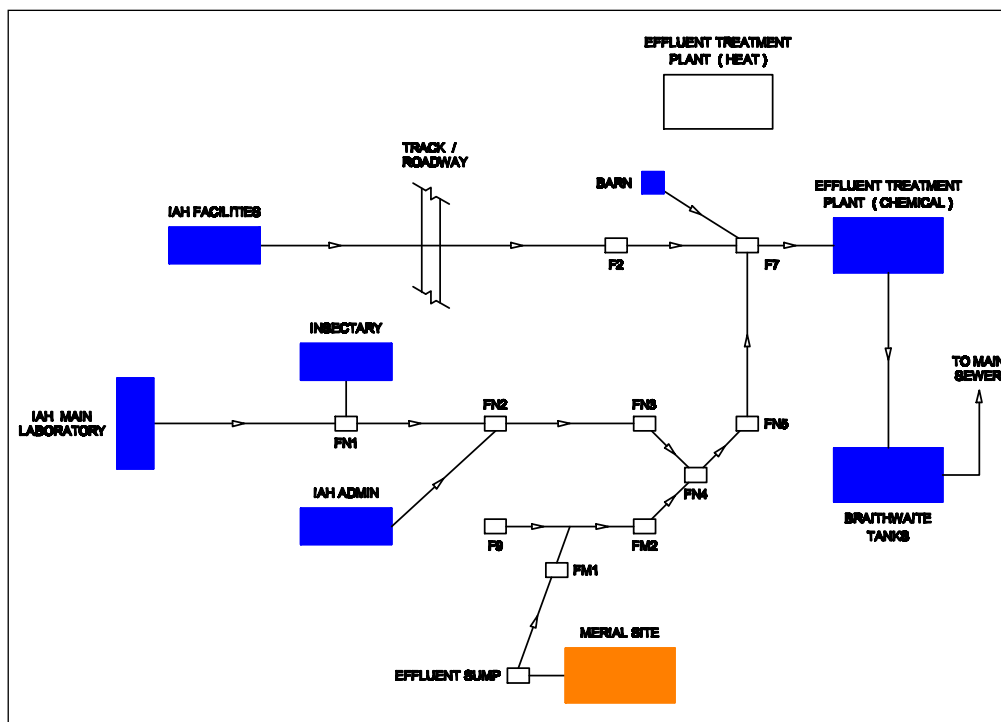 EFFLUENT TREATMENT
PLANT ( HEAT )
TRACK /
ROADWAY
BARN
EFFLUENT TREATMENT
PLANT ( CHEMICAL )
IAH FACILITIES
F2
F7
INSECTARY
TO MAIN
SEWER
FN2
FN3
IAH MAIN
LABORATORY
FN1
FN5
IAH ADMIN
FN4
BRAITHWAITE
TANKS
F9
FM2
FM1
MERIAL SITE
EFFLUENT SUMP